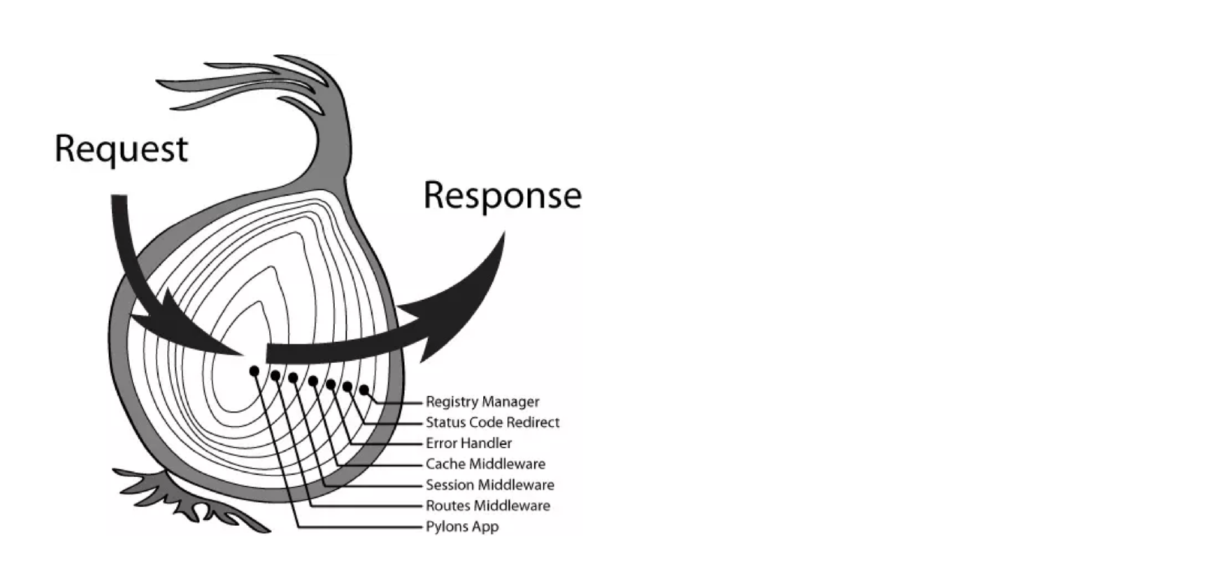 Request
Response
Registry Manager
Status Code Redirect
Error Handler
Cache Middleware
Session Middleware
Routes Middleware
Pylons App